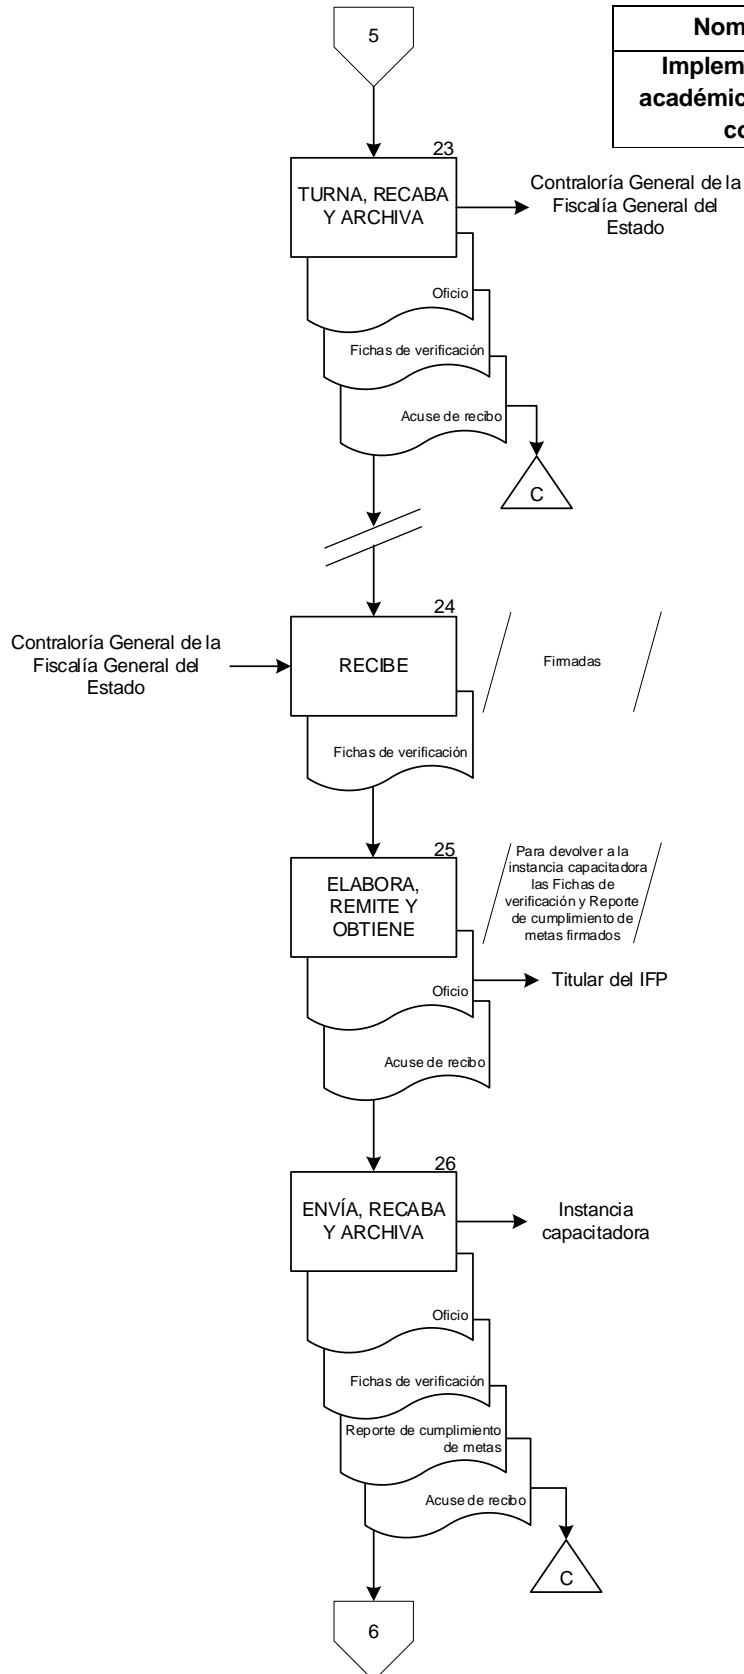 5
Nom
Implem
académic
co
23
TURNA, RECABA
Y ARCHIVA
Contraloría General de la
Fiscalía General del
Estado
Oficio
Fichas de verificación
Acuse de recibo
C
24
Contraloría General de la
Fiscalía General del
Estado
RECIBE
Firmadas
Fichas de verificación
25
ELABORA,
REMITE Y
OBTIENE
Para devolver a la
instancia capacitadora
las Fichas de
verificación y Reporte
de cumplimiento de
metas firmados
Oficio
Titular del IFP
Acuse de recibo
26
ENVÍA, RECABA
Y ARCHIVA
Instancia
capacitadora
Oficio
Fichas de verificación
Reporte de cumplimiento
de metas
Acuse de recibo
C
6